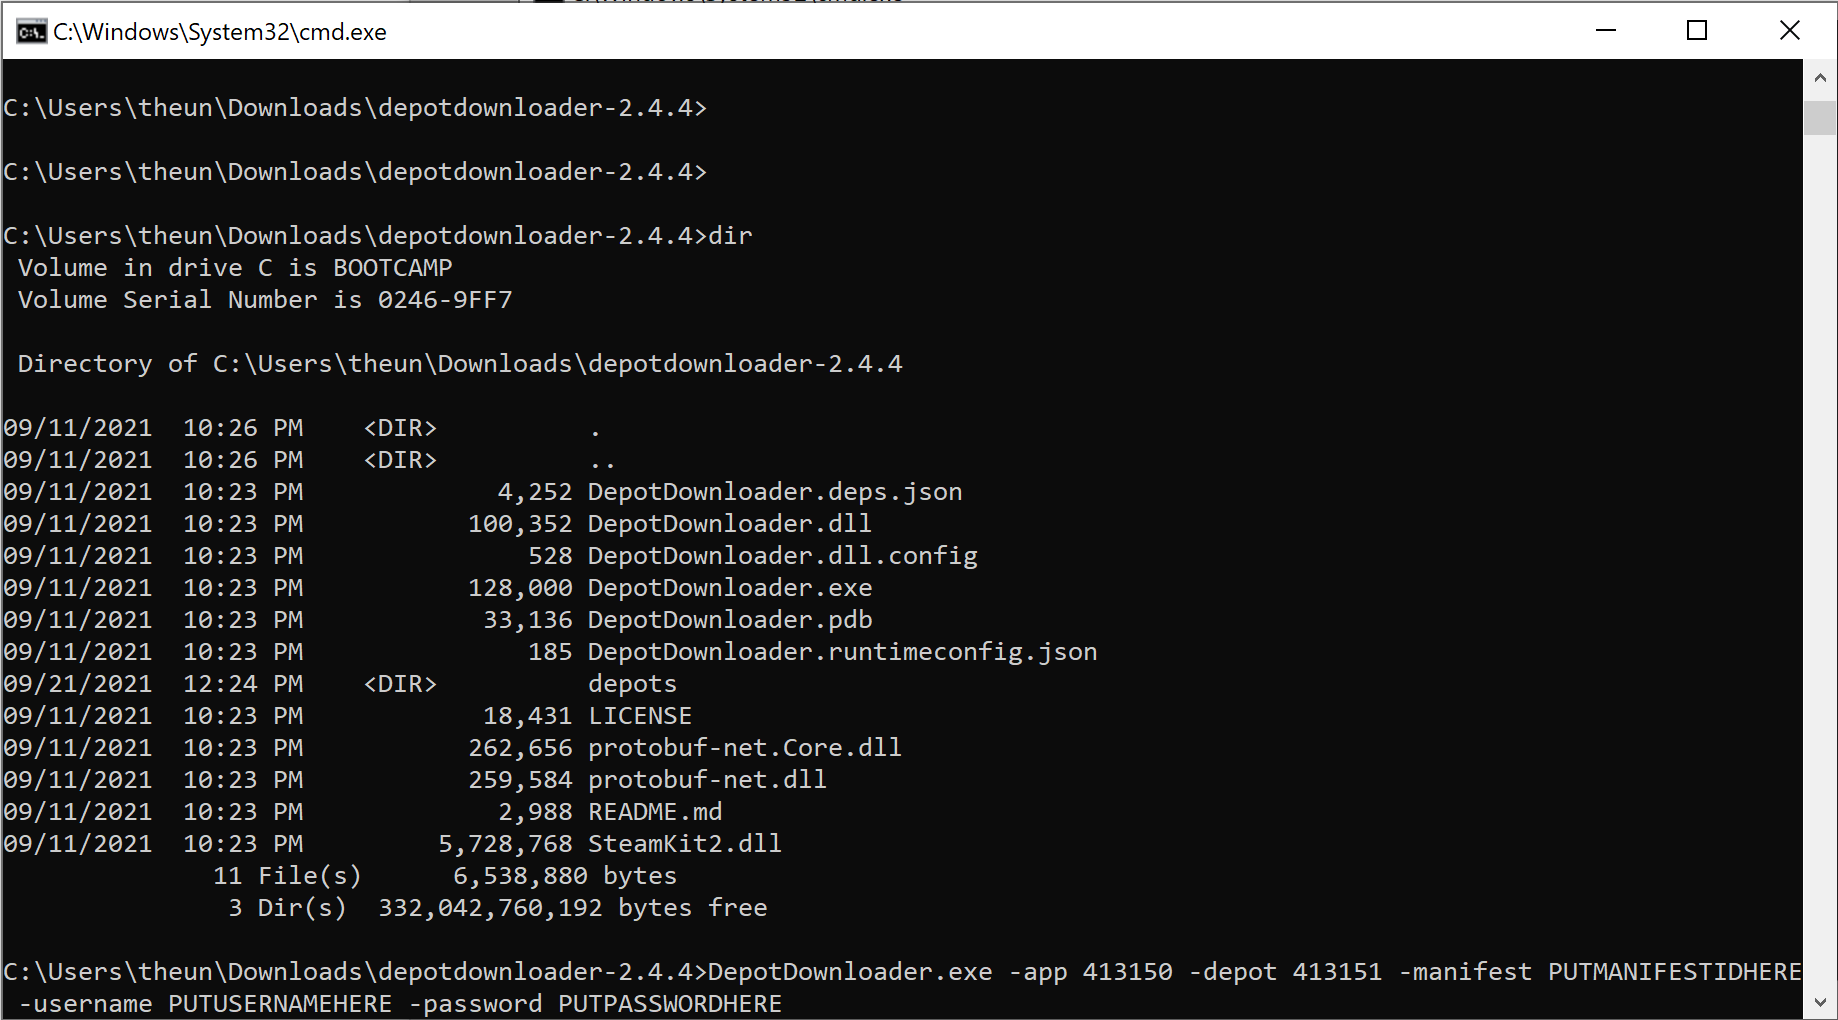 C:\Windows\System32\cmd.exe
C:\Users\theun\Downloads\depotdownloader-2.4.4>
C:\Users\theun\Downloads\depotdownloader-2.4.4>
C:\Users\theun\Downloads\depotdownloader-2.4.4>dir
Volume in drive C is BOOTCAMP
Volume Serial Number is 0246-9FF7
Directory of C:\Users\theun\Downloads\depotdownloader-2.4.4
09/11/2021  10:26 PM    <DIR>          .
09/11/2021  10:26 PM    <DIR>          ..
09/11/2021  10:23 PM             4,252 DepotDownloader.deps.json
09/11/2021  10:23 PM           100,352 DepotDownloader.dll
09/11/2021  10:23 PM               528 DepotDownloader.dll.config
09/11/2021  10:23 PM           128,000 DepotDownloader.exe
09/11/2021  10:23 PM            33,136 DepotDownloader.pdb
09/11/2021  10:23 PM               185 DepotDownloader.runtimeconfig.json
09/21/2021  12:24 PM    <DIR>          depots
09/11/2021  10:23 PM            18,431 LICENSE
09/11/2021  10:23 PM           262,656 protobuf-net.Core.dll
09/11/2021  10:23 PM           259,584 protobuf-net.dll
09/11/2021  10:23 PM             2,988 README.md
09/11/2021  10:23 PM         5,728,768 SteamKit2.dll
11 File(s)      6,538,880 bytes
3 Dir(s)  332,042,760,192 bytes free
C:\Users\theun\Downloads\depotdownloader-2.4.4>DepotDownloader.exe -app 413150 -depot 413151 -manifest PUTMANIFESTIDHERE
-username PUTUSERNAMEHERE -password PUTPASSWORDHERE